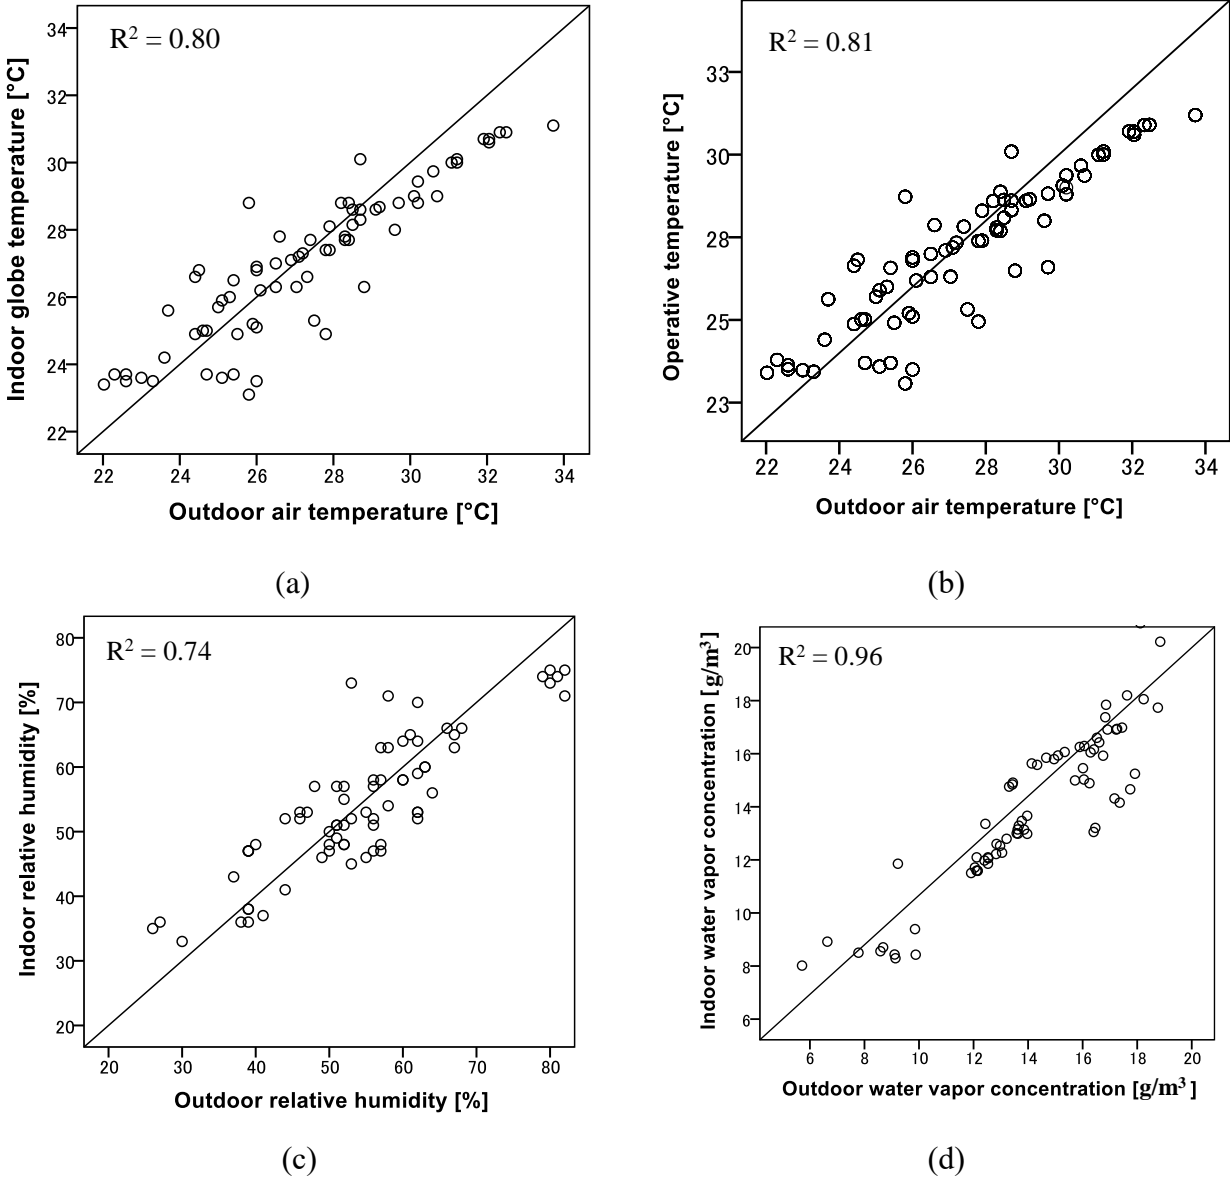 R² = 0.80
34
32
30
28
26
24
22
Indoor globe temperature [°C]
22 24 26 28 30 32 34
Outdoor air temperature [°C]
(a)
R² = 0.81
33
30
28
25
23
Operative temperature [°C]
22 24 26 28 30 32 34
Outdoor air temperature [°C]
(b)
R² = 0.74
80
70
60
50
40
30
20
Indoor relative humidity [%]
20 30 40 50 60 70 80
Outdoor relative humidity [%]
(c)
R² = 0.96
20
18
16
14
12
10
8
6
Indoor water vapor concentration [g/m³]
6 8 10 12 14 16 18 20
Outdoor water vapor concentration [g/m³]
(d)